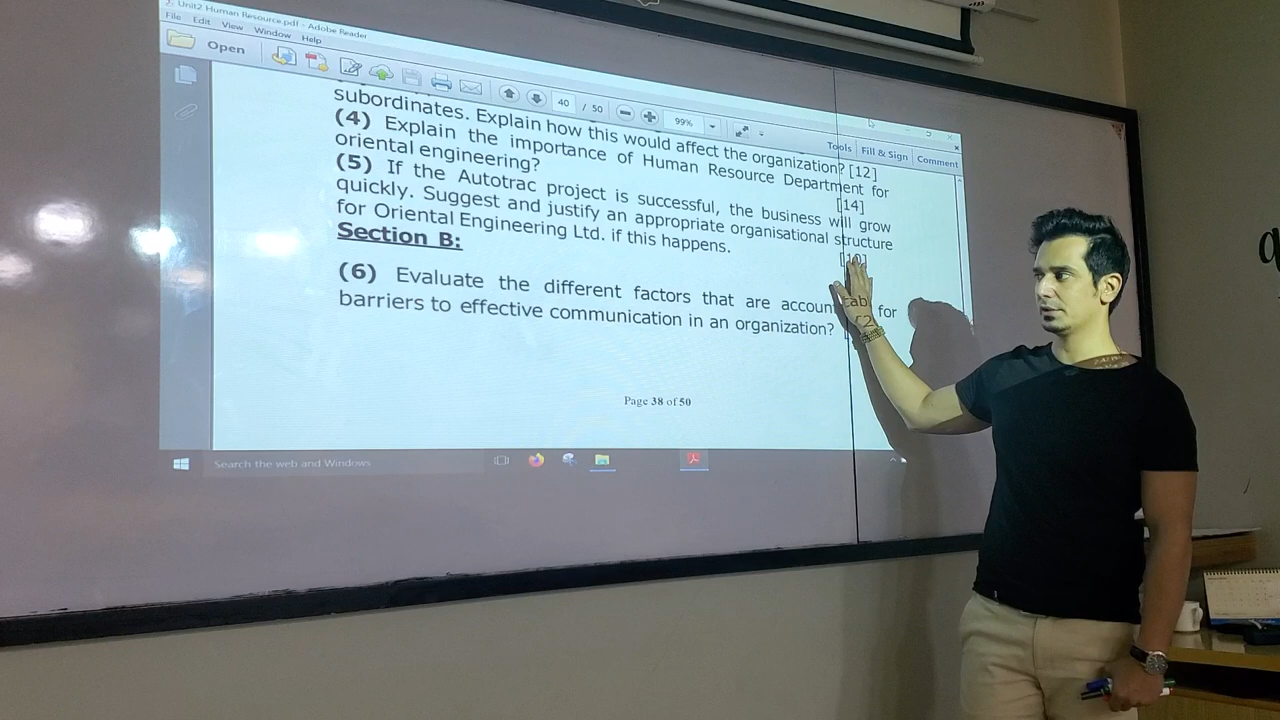 Unit2 Human Resource.pdf - Adobe Reader
File Edit View Window Help
Open
40 / 50
99%
Tools Fill & Sign Comment
subordinates. Explain how this would affect the organization? [12]
(4) Explain the importance of Human Resource Department for
oriental engineering? [14]
(5) If the Autotrac project is successful, the business will grow
quickly. Suggest and justify an appropriate organisational structure
for Oriental Engineering Ltd. if this happens. [10]
Section B:
(6) Evaluate the different factors that are for
barriers to effective communication in an organization?
Page 38 of 50
Search the web and Windows